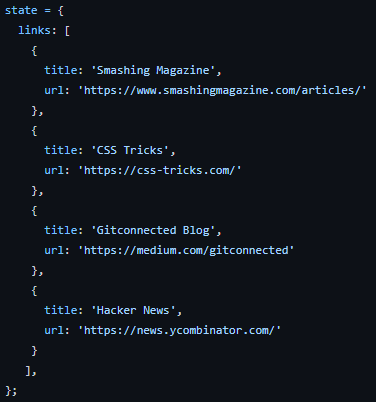 state = {
  links: [
    {
      title: 'Smashing Magazine',
      url: 'https://www.smashingmagazine.com/articles/'
    },
    {
      title: 'CSS Tricks',
      url: 'https://css-tricks.com/'
    },
    {
      title: 'Gitconnected Blog',
      url: 'https://medium.com/gitconnected'
    },
    {
      title: 'Hacker News',
      url: 'https://news.ycombinator.com/'
    }
   ],
};